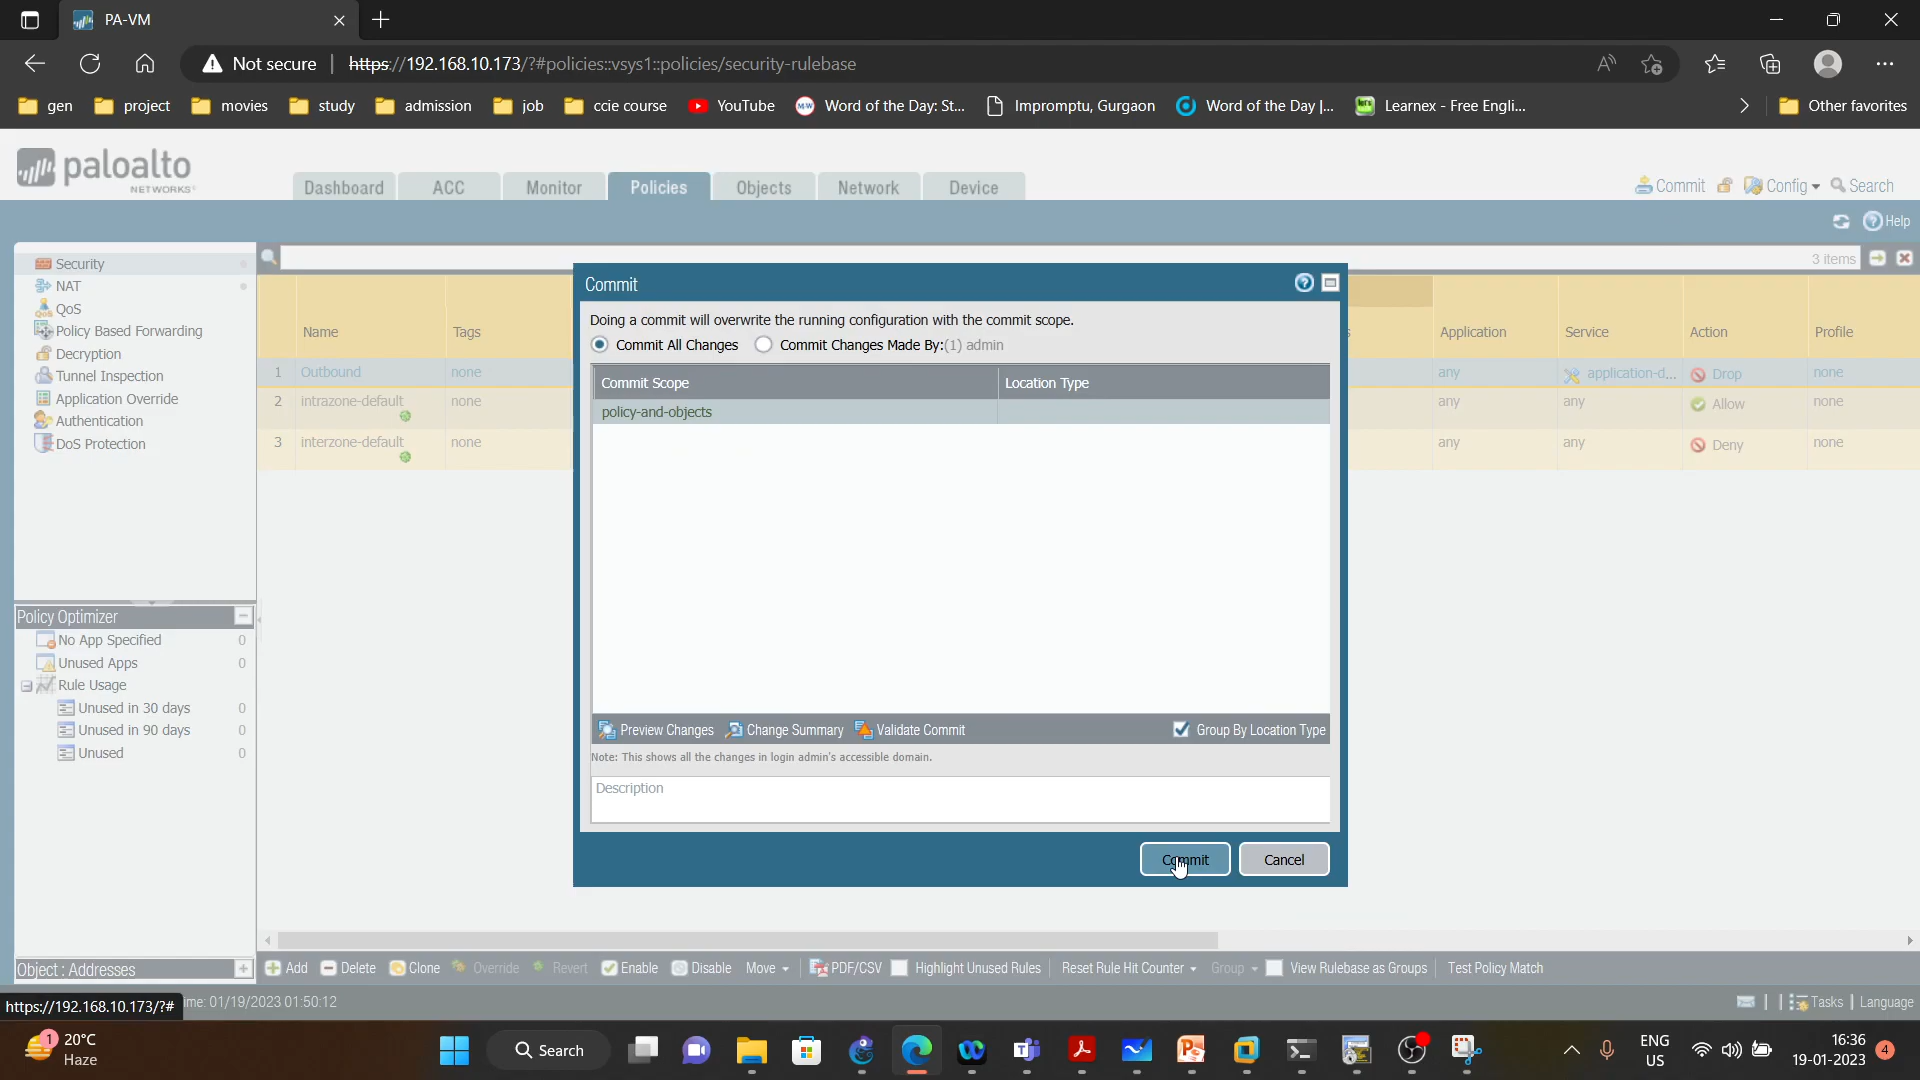 PA-VM
Not secure https://192.168.10.173/?#policies::vsys1::policies/security-rulebase
gen project movies study admission job ccie course YouTube Word of the Day: St... Impromptu, Gurgaon Word of the Day |... Learnex - Free Engli... Other favorites
paloalto
NETWORKS
Dashboard ACC Monitor Policies Objects Network Device
Commit Config Search
Help
Security
NAT
QoS
Policy Based Forwarding
Decryption
Tunnel Inspection
Application Override
Authentication
DoS Protection
3 items
Name Tags Application Service Action Profile
1 Outbound none any application-d... Drop none
2 intrazone-default none any any Allow none
3 interzone-default none any any Deny none
Commit
Doing a commit will overwrite the running configuration with the commit scope.
Commit All Changes Commit Changes Made By:(1) admin
Commit Scope Location Type
policy-and-objects
Preview Changes Change Summary Validate Commit Group By Location Type
Note: This shows all the changes in login admin's accessible domain.
Description
Commit Cancel
Policy Optimizer
No App Specified 0
Unused Apps 0
Rule Usage
Unused in 30 days 0
Unused in 90 days 0
Unused 0
Object : Addresses
Add Delete Clone Override Revert Enable Disable Move PDF/CSV Highlight Unused Rules Reset Rule Hit Counter Group View Rulebase as Groups Test Policy Match
https://192.168.10.173/?# ime: 01/19/2023 01:50:12 Tasks Language
1 20°C
Haze
Search
ENG
US
16:36
19-01-2023
4